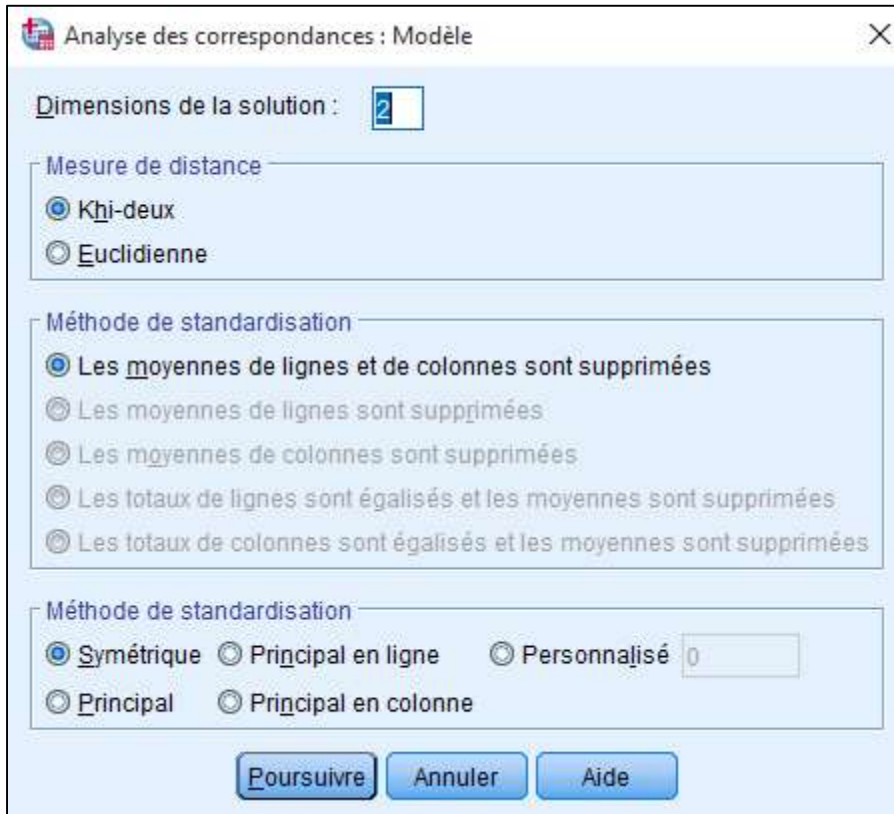 Analyse des correspondances : Modèle
Dimensions de la solution : 2
Mesure de distance
Khi-deux
Euclidienne
Méthode de standardisation
Les moyennes de lignes et de colonnes sont supprimées
Les moyennes de lignes sont supprimées
Les moyennes de colonnes sont supprimées
Les totaux de lignes sont égalisés et les moyennes sont supprimées
Les totaux de colonnes sont égalisés et les moyennes sont supprimées
Méthode de standardisation
Symétrique Principal en ligne Personnalisé 0
Principal Principal en colonne
Poursuivre Annuler Aide